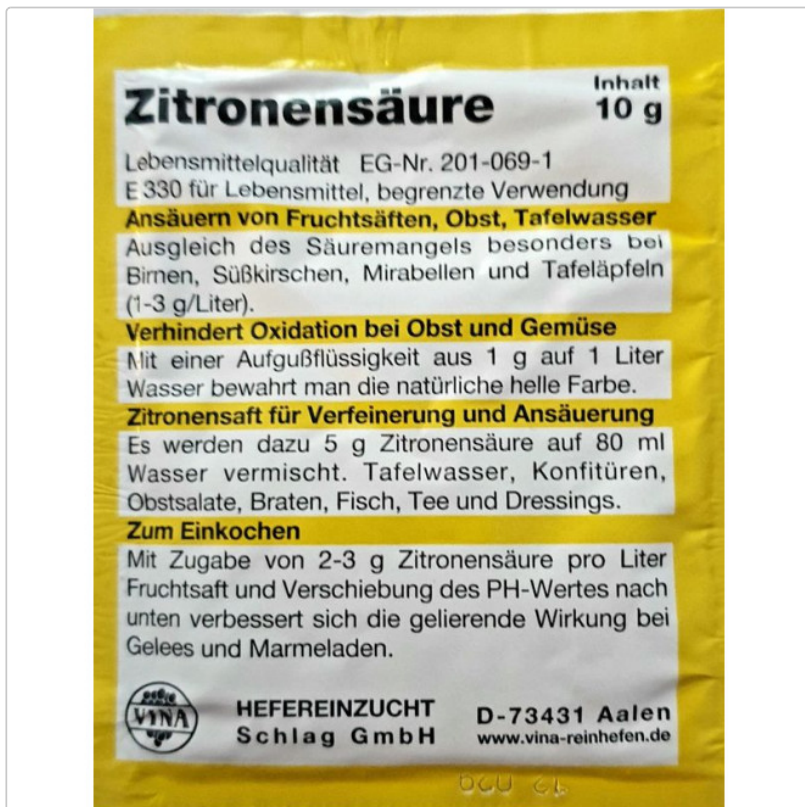 Zitronensäure
Inhalt
10 g
Lebensmittelqualität EG-Nr. 201-069-1
E 330 für Lebensmittel, begrenzte Verwendung
Ansäuern von Fruchtsäften, Obst, Tafelwasser
Ausgleich des Säuremangels besonders bei
Birnen, Süßkirschen, Mirabellen und Tafeläpfeln
(1-3 g/Liter).
Verhindert Oxidation bei Obst und Gemüse
Mit einer Aufgußflüssigkeit aus 1 g auf 1 Liter
Wasser bewahrt man die natürliche helle Farbe.
Zitronensaft für Verfeinerung und Ansäuerung
Es werden dazu 5 g Zitronensäure auf 80 ml
Wasser vermischt. Tafelwasser, Konfitüren,
Obstsalate, Braten, Fisch, Tee und Dressings.
Zum Einkochen
Mit Zugabe von 2-3 g Zitronensäure pro Liter
Fruchtsaft und Verschiebung des PH-Wertes nach
unten verbessert sich die gelierende Wirkung bei
Gelees und Marmeladen.
VINA
HEFEREINZUCHT
Schlag GmbH
D-73431 Aalen
www.vina-reinhefen.de